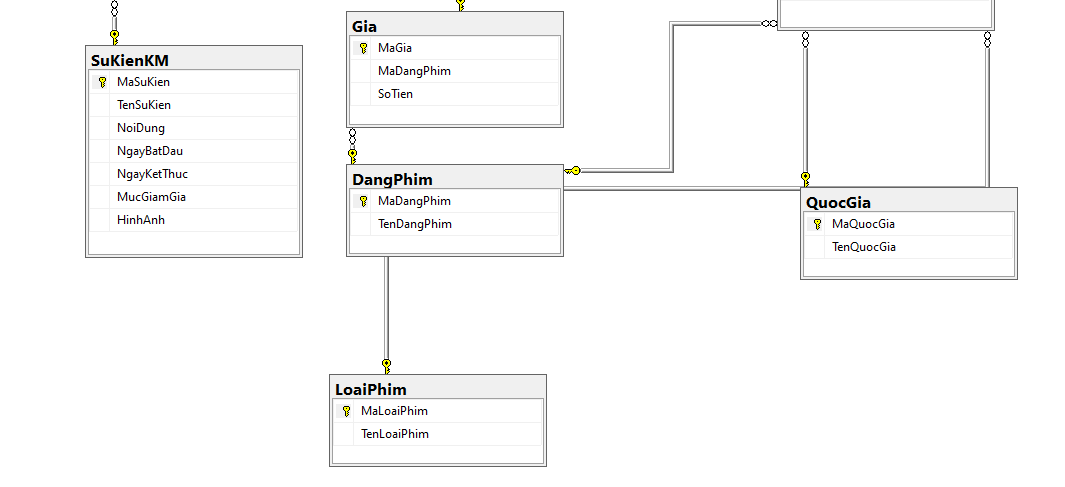 SuKienKM
MaSuKien
TenSuKien
NoiDung
NgayBatDau
NgayKetThuc
MucGiamGia
HinhAnh
Gia
MaGia
MaDangPhim
SoTien
DangPhim
MaDangPhim
TenDangPhim
QuocGia
MaQuocGia
TenQuocGia
LoaiPhim
MaLoaiPhim
TenLoaiPhim